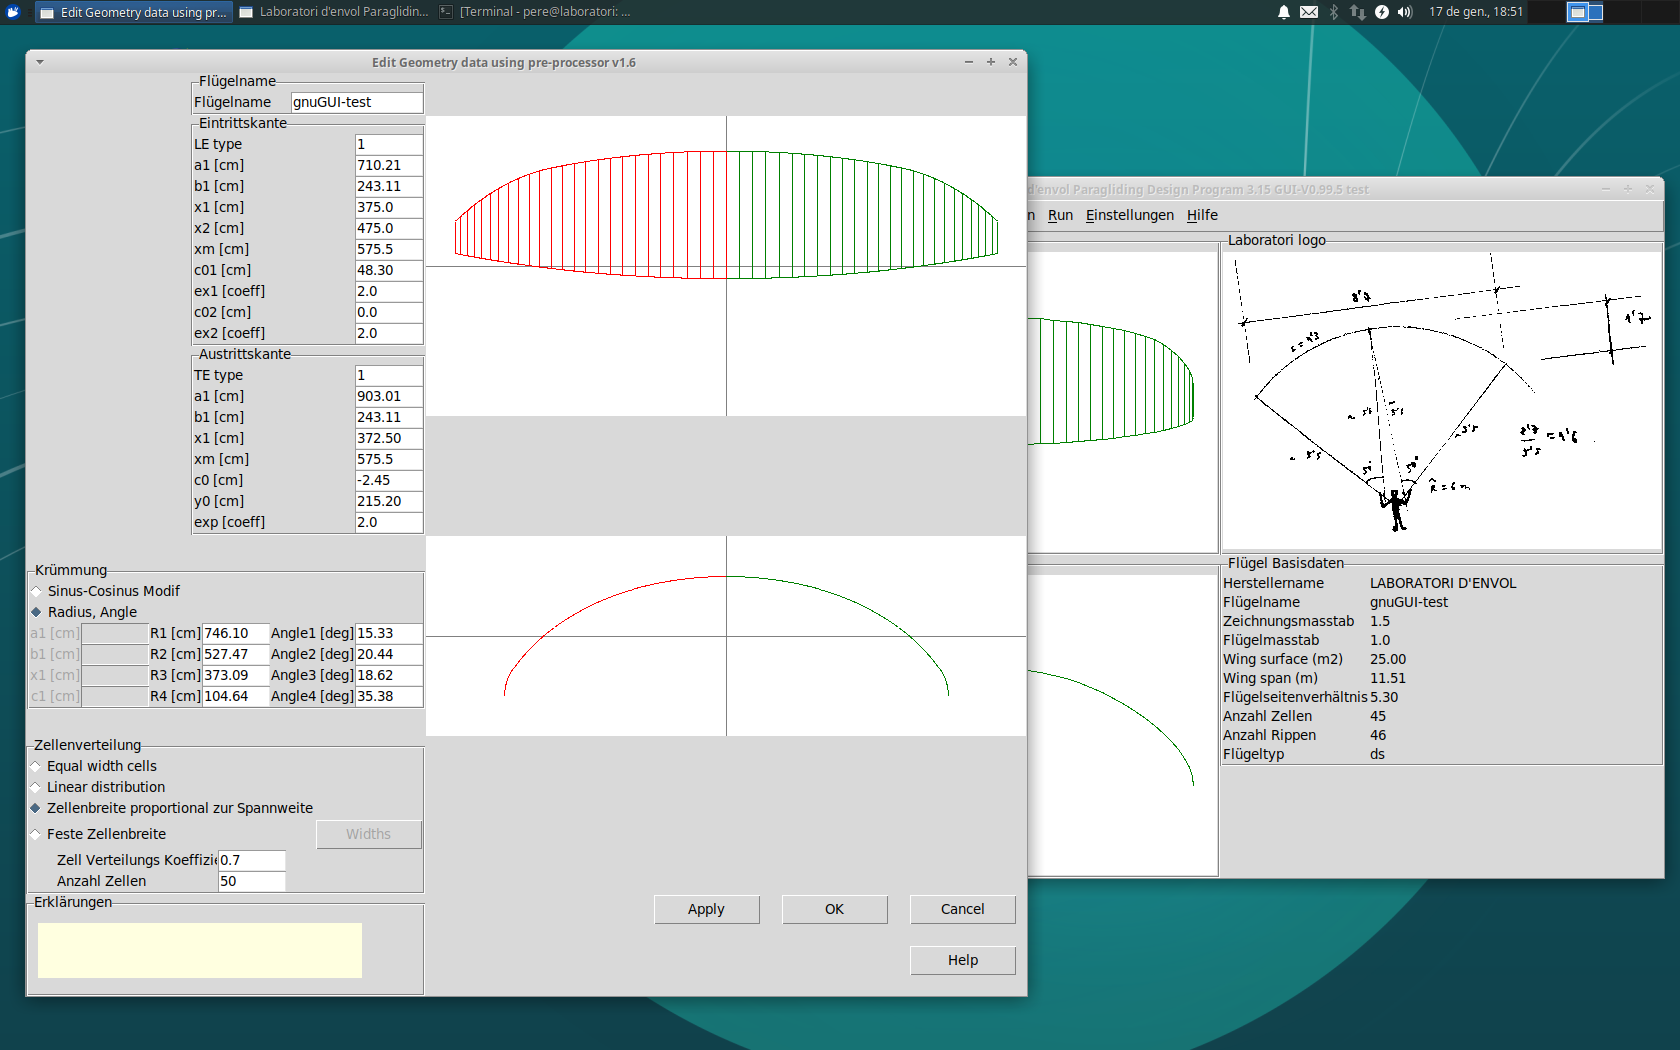 Edit Geometry data using pr...
Laboratori d'envol Paraglidin...
[Terminal - pere@laboratori: ...
17 de gen., 18:51
Edit Geometry data using pre-processor v1.6
Flügelname
Flügelname gnuGUI-test
Eintrittskante
LE type 1
a1 [cm] 710.21
b1 [cm] 243.11
x1 [cm] 375.0
x2 [cm] 475.0
xm [cm] 575.5
c01 [cm] 48.30
ex1 [coeff] 2.0
c02 [cm] 0.0
ex2 [coeff] 2.0
Austrittskante
TE type 1
a1 [cm] 903.01
b1 [cm] 243.11
x1 [cm] 372.50
xm [cm] 575.5
c0 [cm] -2.45
y0 [cm] 215.20
exp [coeff] 2.0
Krümmung
Sinus-Cosinus Modif
Radius, Angle
a1 [cm] R1 [cm] 746.10 Angle1 [deg] 15.33
b1 [cm] R2 [cm] 527.47 Angle2 [deg] 20.44
x1 [cm] R3 [cm] 373.09 Angle3 [deg] 18.62
c1 [cm] R4 [cm] 104.64 Angle4 [deg] 35.38
Zellenverteilung
Equal width cells
Linear distribution
Zellenbreite proportional zur Spannweite
Feste Zellenbreite Widths
Zell Verteilungs Koeffizie 0.7
Anzahl Zellen 50
Erklärungen
Apply OK Cancel
Help
d'envol Paragliding Design Program 3.15 GUI-V0.99.5 test
n Run Einstellungen Hilfe
Laboratori logo
8'7
R = 6 m
Flügel Basisdaten
Herstellername LABORATORI D'ENVOL
Flügelname gnuGUI-test
Zeichnungsmasstab 1.5
Flügelmasstab 1.0
Wing surface (m2) 25.00
Wing span (m) 11.51
Flügelseitenverhältnis 5.30
Anzahl Zellen 45
Anzahl Rippen 46
Flügeltyp ds